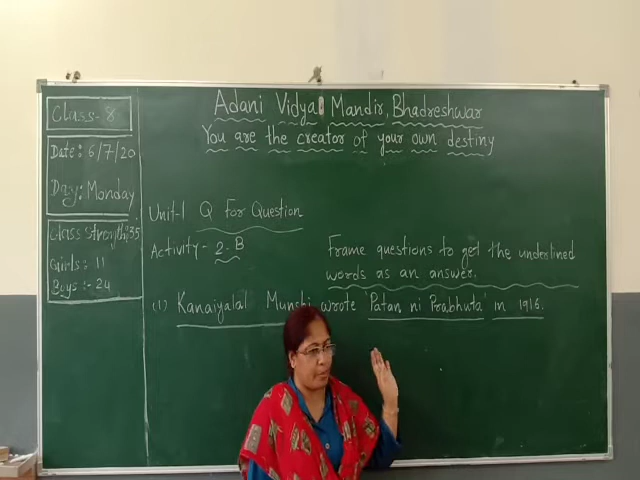 Adani Vidya Mandir, Bhadreshwar
You are the creator of your own destiny
Class- 8
Date: 6/7/20
Day: Monday
Class Strength:35
Girls: 11
Boys :- 24
Unit-1 Q For Question
Activity- 2-B
Frame questions to get the underlined
words as an answer.
(1) Kanaiyalal Munshi wrote 'Patan ni Prabhuta' in 1916.